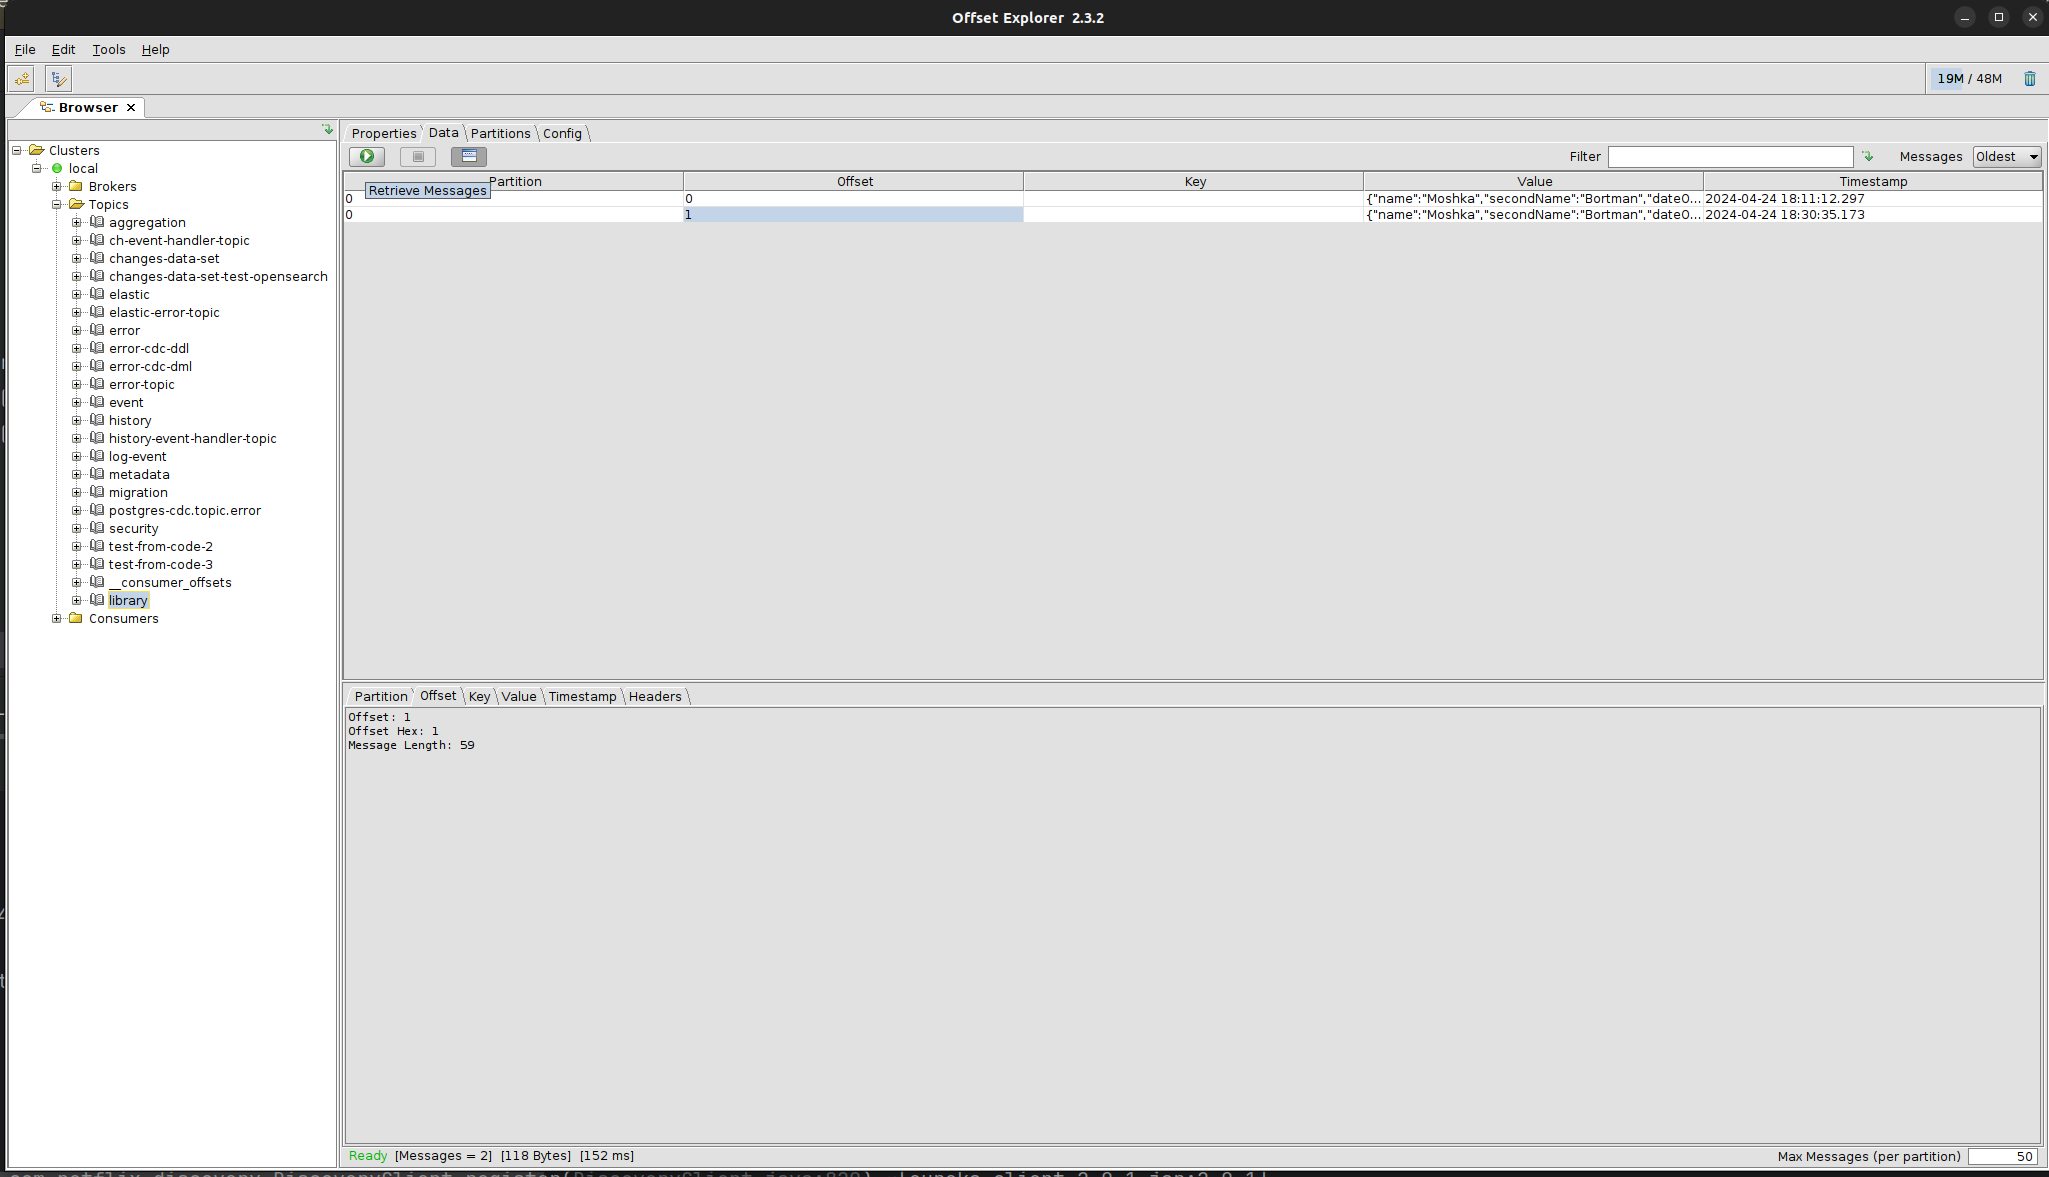 Offset Explorer 2.3.2
File Edit Tools Help
19M / 48M
Browser
Properties Data Partitions Config
Filter Messages Oldest
Clusters
local
Brokers
Topics
aggregation
ch-event-handler-topic
changes-data-set
changes-data-set-test-opensearch
elastic
elastic-error-topic
error
error-cdc-ddl
error-cdc-dml
error-topic
event
history
history-event-handler-topic
log-event
metadata
migration
postgres-cdc.topic.error
security
test-from-code-2
test-from-code-3
__consumer_offsets
library
Consumers
Partition Offset Key Value Timestamp
Retrieve Messages
0 0 {"name":"Moshka","secondName":"Bortman","dateO... 2024-04-24 18:11:12.297
0 1 {"name":"Moshka","secondName":"Bortman","dateO... 2024-04-24 18:30:35.173
Partition Offset Key Value Timestamp Headers
Offset: 1
Offset Hex: 1
Message Length: 59
Ready [Messages = 2] [118 Bytes] [152 ms]
Max Messages (per partition) 50